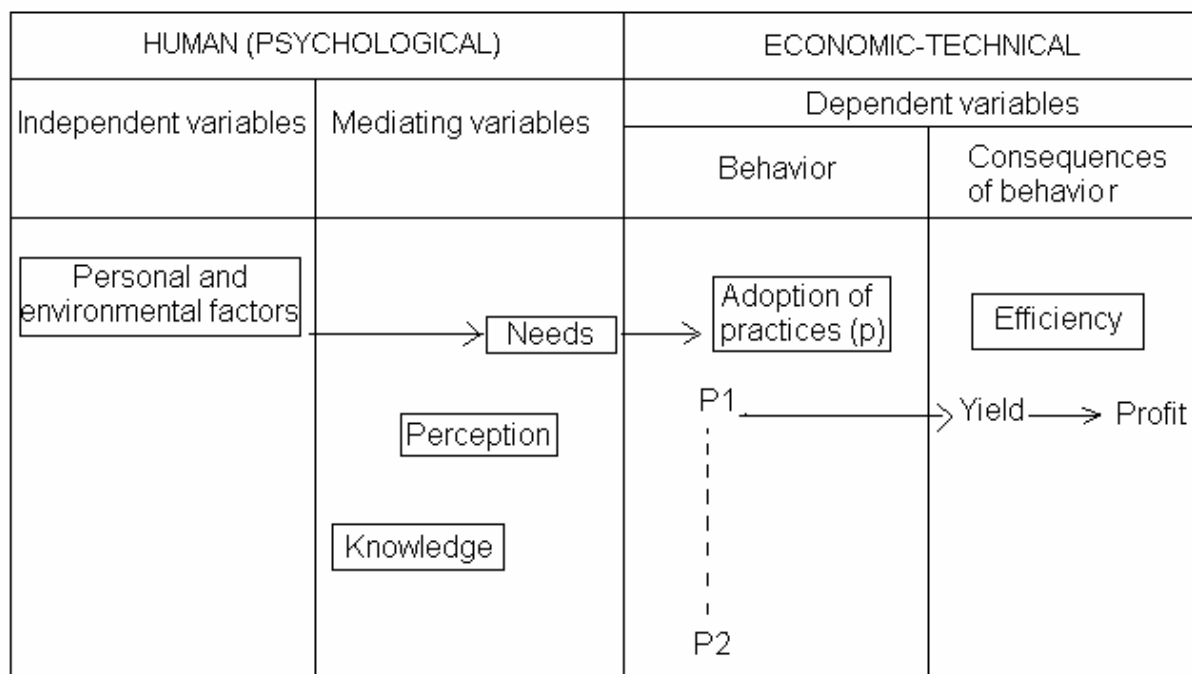 HUMAN (PSYCHOLOGICAL)
ECONOMIC-TECHNICAL
Independent variables
Mediating variables
Dependent variables
Behavior
Consequences
of behavior
Personal and
environmental factors
Needs
Adoption of
practices (p)
Efficiency
P1
Yield
Profit
Perception
Knowledge
P2